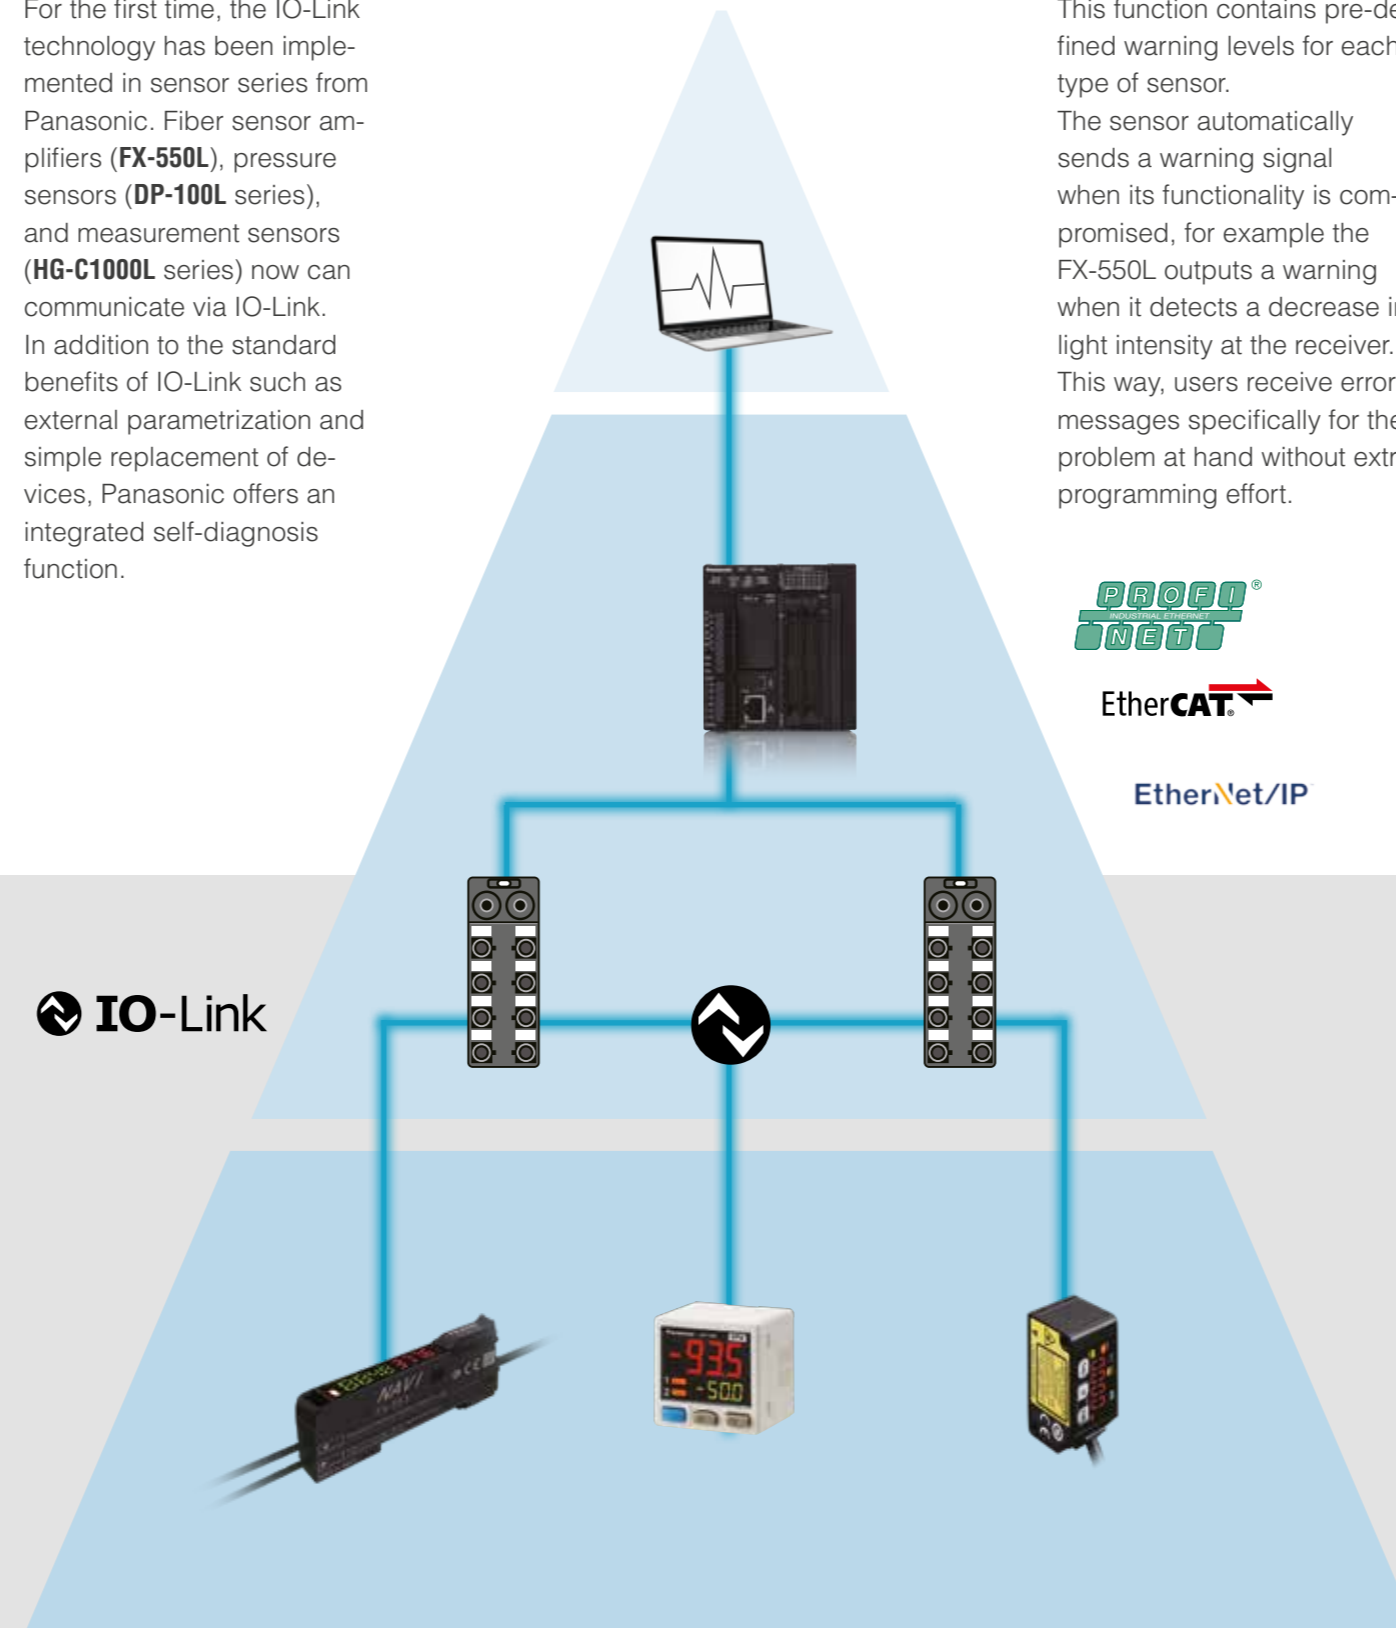 For the first time, the IO-Link
technology has been imple-
mented in sensor series from
Panasonic. Fiber sensor am-
plifiers (FX-550L), pressure
sensors (DP-100L series),
and measurement sensors
(HG-C1000L series) now can
communicate via IO-Link.
In addition to the standard
benefits of IO-Link such as
external parametrization and
simple replacement of de-
vices, Panasonic offers an
integrated self-diagnosis
function.
This function contains pre-de
fined warning levels for each
type of sensor.
The sensor automatically
sends a warning signal
when its functionality is com-
promised, for example the
FX-550L outputs a warning
when it detects a decrease i
light intensity at the receiver.
This way, users receive error
messages specifically for the
problem at hand without extr
programming effort.
PROFI®
INDUSTRIAL ETHERNET
NET
EtherCAT®
EtherNet/IP
IO-Link
NAVI
-93.5
1
2
-50.0